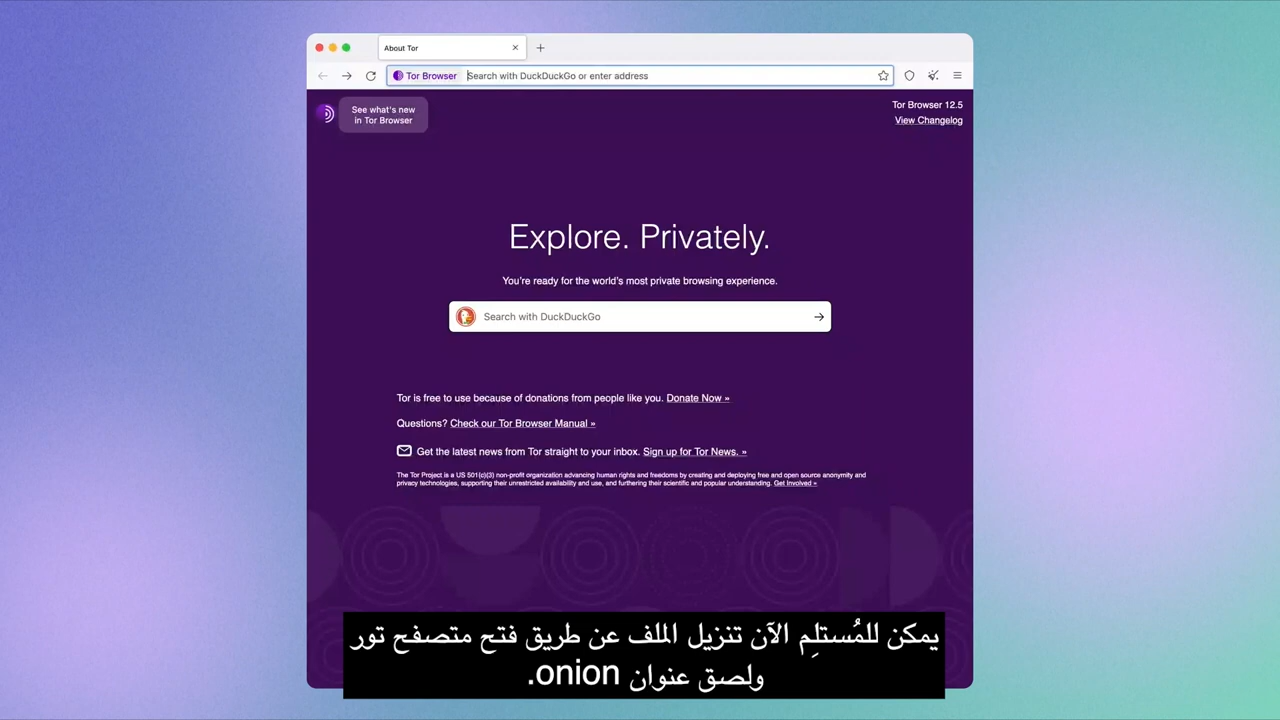 About Tor
Tor Browser Search with DuckDuckGo or enter address
See what's new
in Tor Browser
Tor Browser 12.5
View Changelog
Explore. Privately.
You're ready for the world's most private browsing experience.
Search with DuckDuckGo
Tor is free to use because of donations from people like you. Donate Now »
Questions? Check our Tor Browser Manual »
Get the latest news from Tor straight to your inbox. Sign up for Tor News. »
The Tor Project is a US 501(c)(3) non-profit organization advancing human rights and freedoms by creating and deploying free and open source anonymity and
privacy technologies, supporting their unrestricted availability and use, and furthering their scientific and popular understanding. Get Involved »
يمكن للمُستلِم الآن تنزيل الملف عن طريق فتح متصفح تور
ولصق عنوان onion.